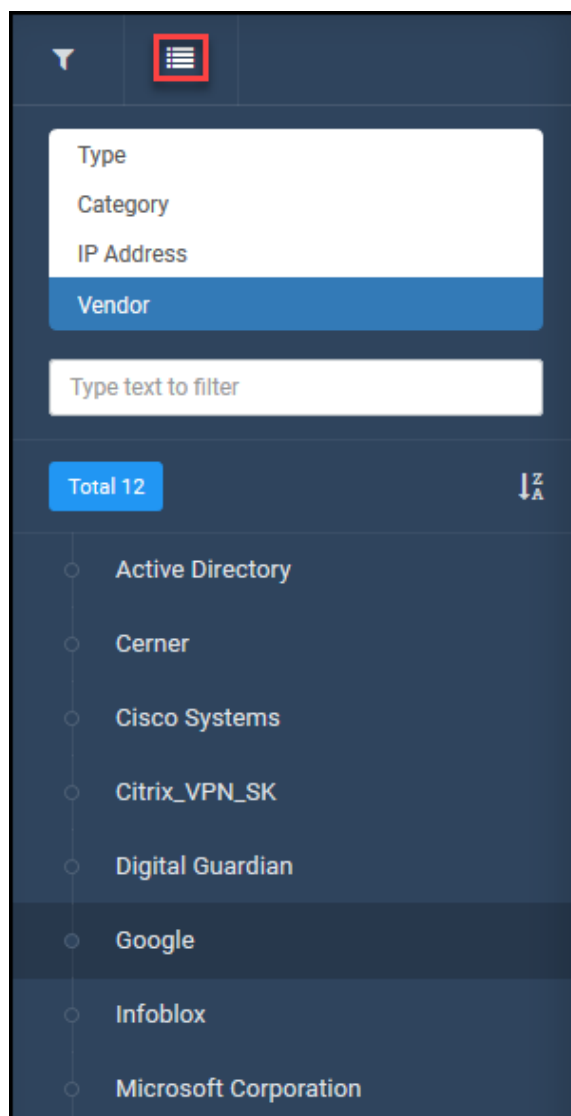 Type
Category
IP Address
Vendor
Type text to filter
Total 12
Z
A
Active Directory
Cerner
Cisco Systems
Citrix_VPN_SK
Digital Guardian
Google
Infoblox
Microsoft Corporation